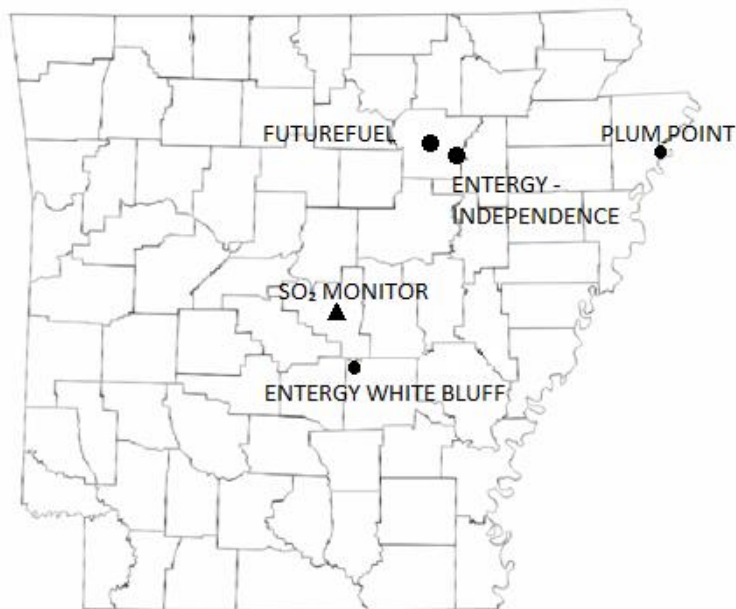 FUTUREFUEL
PLUM POINT
ENTERGY -
INDEPENDENCE
SO₂ MONITOR
ENTERGY WHITE BLUFF